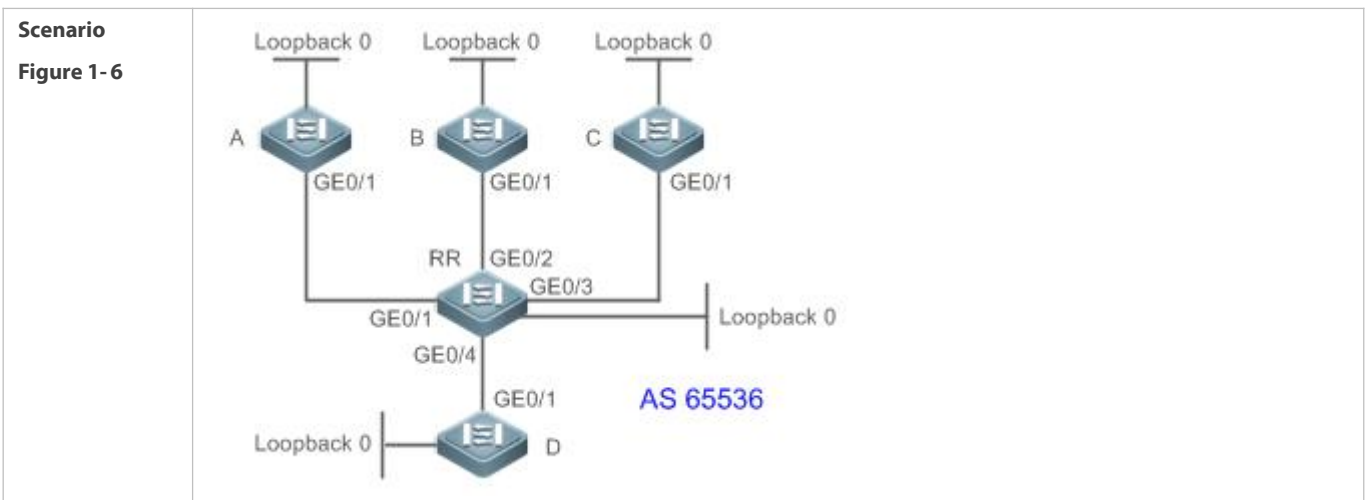 Scenario
Figure 1- 6
Loopback 0
Loopback 0
Loopback 0
A
B
C
GE0/1
GE0/1
GE0/1
RR
GE0/2
GE0/3
GE0/1
Loopback 0
GE0/4
GE0/1
AS 65536
Loopback 0
D